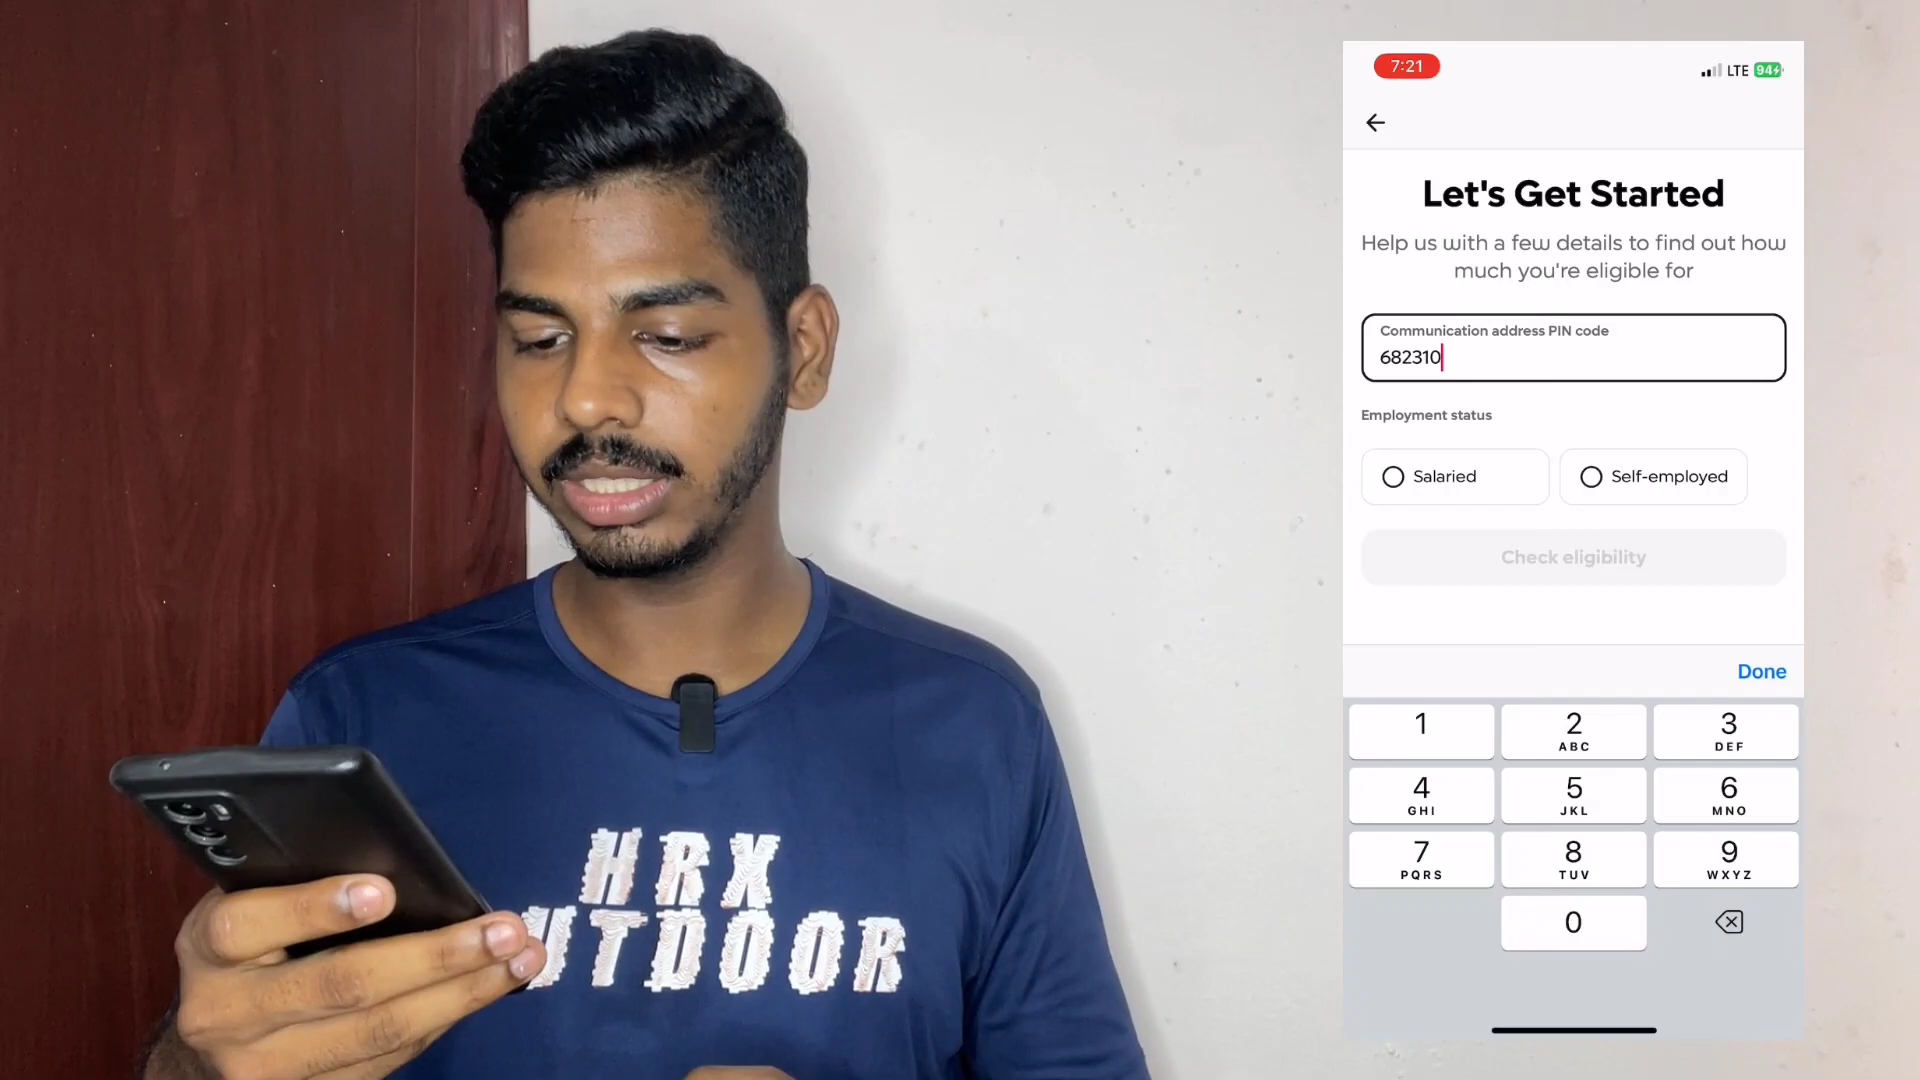 HRX
OUTDOOR
7:21
LTE 94
Let's Get Started
Help us with a few details to find out how
much you're eligible for
Communication address PIN code
682310
Employment status
Salaried
Self-employed
Check eligibility
Done
1
2
ABC
3
DEF
4
GHI
5
JKL
6
MNO
7
PQRS
8
TUV
9
WXYZ
0